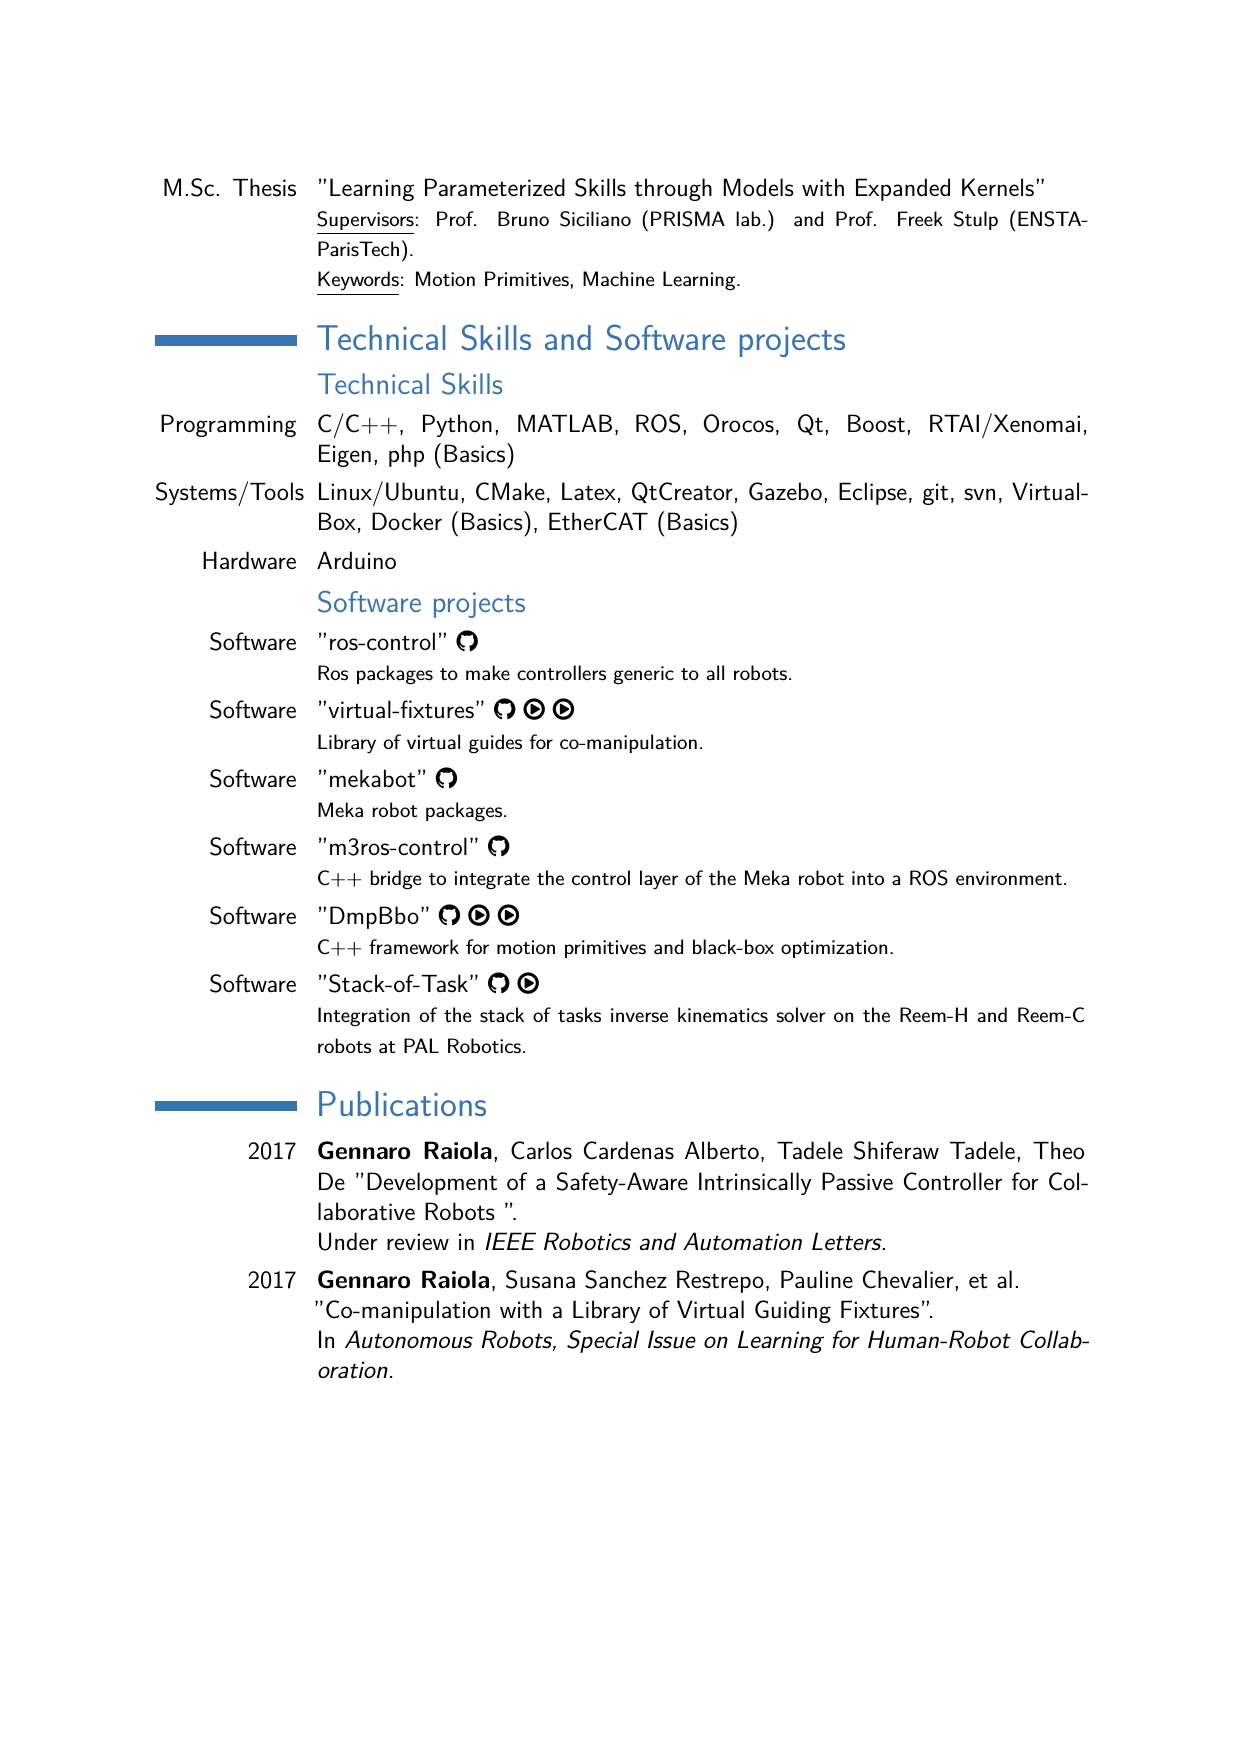 M.Sc. Thesis ”Learning Parameterized Skills through Models with Expanded Kernels”
Supervisors: Prof. Bruno Siciliano (PRISMA lab.) and Prof. Freek Stulp (ENSTA-
ParisTech).
Keywords: Motion Primitives, Machine Learning.
Technical Skills and Software projects
Technical Skills
Programming C/C++, Python, MATLAB, ROS, Orocos, Qt, Boost, RTAI/Xenomai,
Eigen, php (Basics)
Systems/Tools Linux/Ubuntu, CMake, Latex, QtCreator, Gazebo, Eclipse, git, svn, Virtual-
Box, Docker (Basics), EtherCAT (Basics)
Hardware Arduino
Software projects
Software ”ros-control”
Ros packages to make controllers generic to all robots.
Software ”virtual-fixtures”
Library of virtual guides for co-manipulation.
Software ”mekabot”
Meka robot packages.
Software ”m3ros-control”
C++ bridge to integrate the control layer of the Meka robot into a ROS environment.
Software ”DmpBbo”
C++ framework for motion primitives and black-box optimization.
Software ”Stack-of-Task”
Integration of the stack of tasks inverse kinematics solver on the Reem-H and Reem-C
robots at PAL Robotics.
Publications
2017 Gennaro Raiola, Carlos Cardenas Alberto, Tadele Shiferaw Tadele, Theo
De ”Development of a Safety-Aware Intrinsically Passive Controller for Col-
laborative Robots ”.
Under review in IEEE Robotics and Automation Letters.
2017 Gennaro Raiola, Susana Sanchez Restrepo, Pauline Chevalier, et al.
”Co-manipulation with a Library of Virtual Guiding Fixtures”.
In Autonomous Robots, Special Issue on Learning for Human-Robot Collab-
oration.